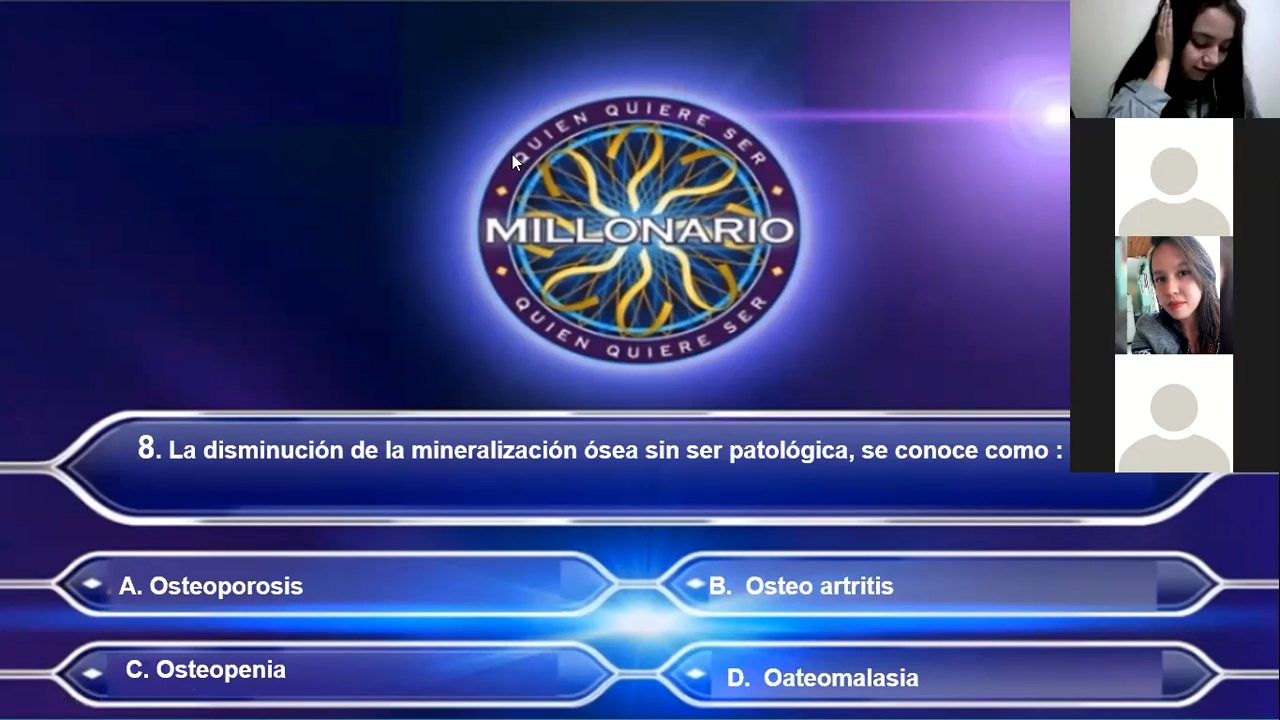 QUIEN QUIERE SER
MILLONARIO
QUIEN QUIERE SER
8. La disminución de la mineralización ósea sin ser patológica, se conoce como :
A. Osteoporosis
B. Osteo artritis
C. Osteopenia
D. Oateomalasia